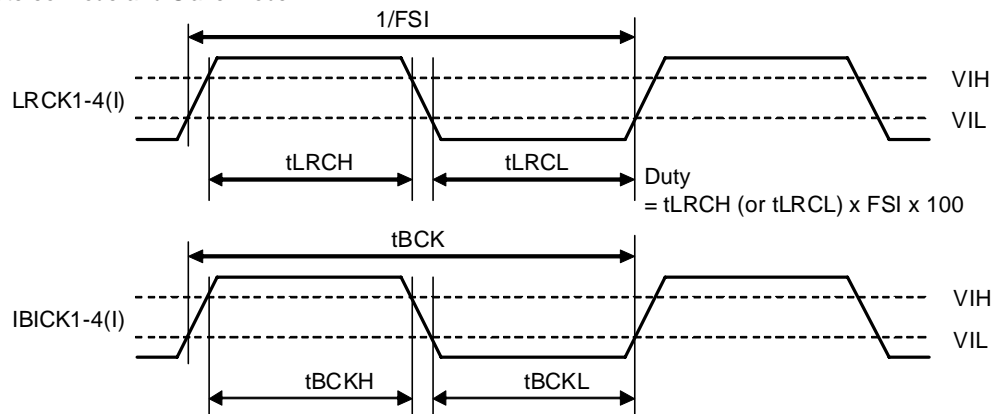 1/FSI
VIH
LRCK1-4(I)
VIL
tLRCH
tLRCL
Duty
= tLRCH (or tLRCL) x FSI x 100
tBCK
VIH
IBICK1-4(I)
VIL
tBCKH
tBCKL